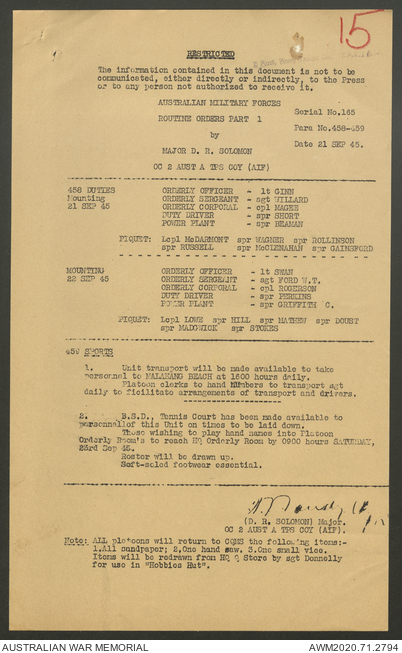 15
RESTRICTED
The information contained in this document is not to be
communicated, either directly or indirectly, to the Press
or to any person not authorized to receive it.
AUSTRALIAN MILITARY FORCES
Serial No.165
ROUTINE ORDERS PART 1
Para No.458-459
by
Date 21 SEP 45.
MAJOR D. R. SOLOMON
OC 2 AUST A TPS COY (AIF)
458 DUTIES ORDERLY OFFICER - lt GINN
Mounting ORDERLY SERGEANT - sgt WILLARD
21 SEP 45 ORDERLY CORPORAL - cpl MAGEE
DUTY DRIVER - spr SHORT
POWER PLANT - spr BEAMAN
PIQUET: Lcpl McDARMONT spr WAGNER spr ROLLINSON
spr RUSSELL spr McCLENAHAN spr GAINSFORD
MOUNTING ORDERLY OFFICER - lt SWAN
22 SEP 45 ORDERLY SERGEANT - sgt FORD W.T.
ORDERLY CORPORAL - cpl ROGERSON
DUTY DRIVER - spr PERKINS
POWER PLANT - spr GRIFFITH C.
PIQUET: Lcpl LOWE spr HILL spr MATHEW spr DOUST
spr MADGWICK spr STOKES
459 SPORTS
1. Unit transport will be made available to take
personnel to MALAHANG BEACH at 1600 hours daily.
Platoon clerks to hand NUmbers to transport sgt
daily to facilitate arrangements of transport and drivers.
2. B.S.D., Tennis Court has been made available to
personnel of this Unit on times to be laid down.
Those wishing to play hand names into Platoon
Orderly Room's to reach HQ Orderly Room by 0900 hours SATURDAY,
23rd Sep 45.
Roster will be drawn up.
Soft-soled footwear essential.
(D. R. SOLOMON) Major.
OC 2 AUST A TPS COY (AIF).
Note: ALL platoons will return to CQMS the following items:-
1.All sandpaper; 2,One hand saw. 3.One small vice.
Items will be redrawn from HQ Q Store by sgt Donnelly
for use in "Hobbies Hut".
AUSTRALIAN WAR MEMORIAL
AWM2020.71.2794